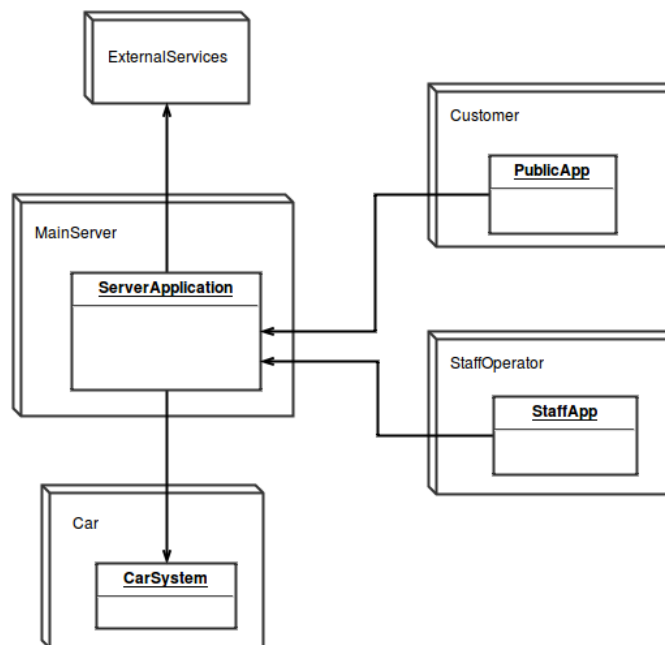 ExternalServices
Customer
PublicApp
MainServer
ServerApplication
StaffOperator
StaffApp
Car
CarSystem